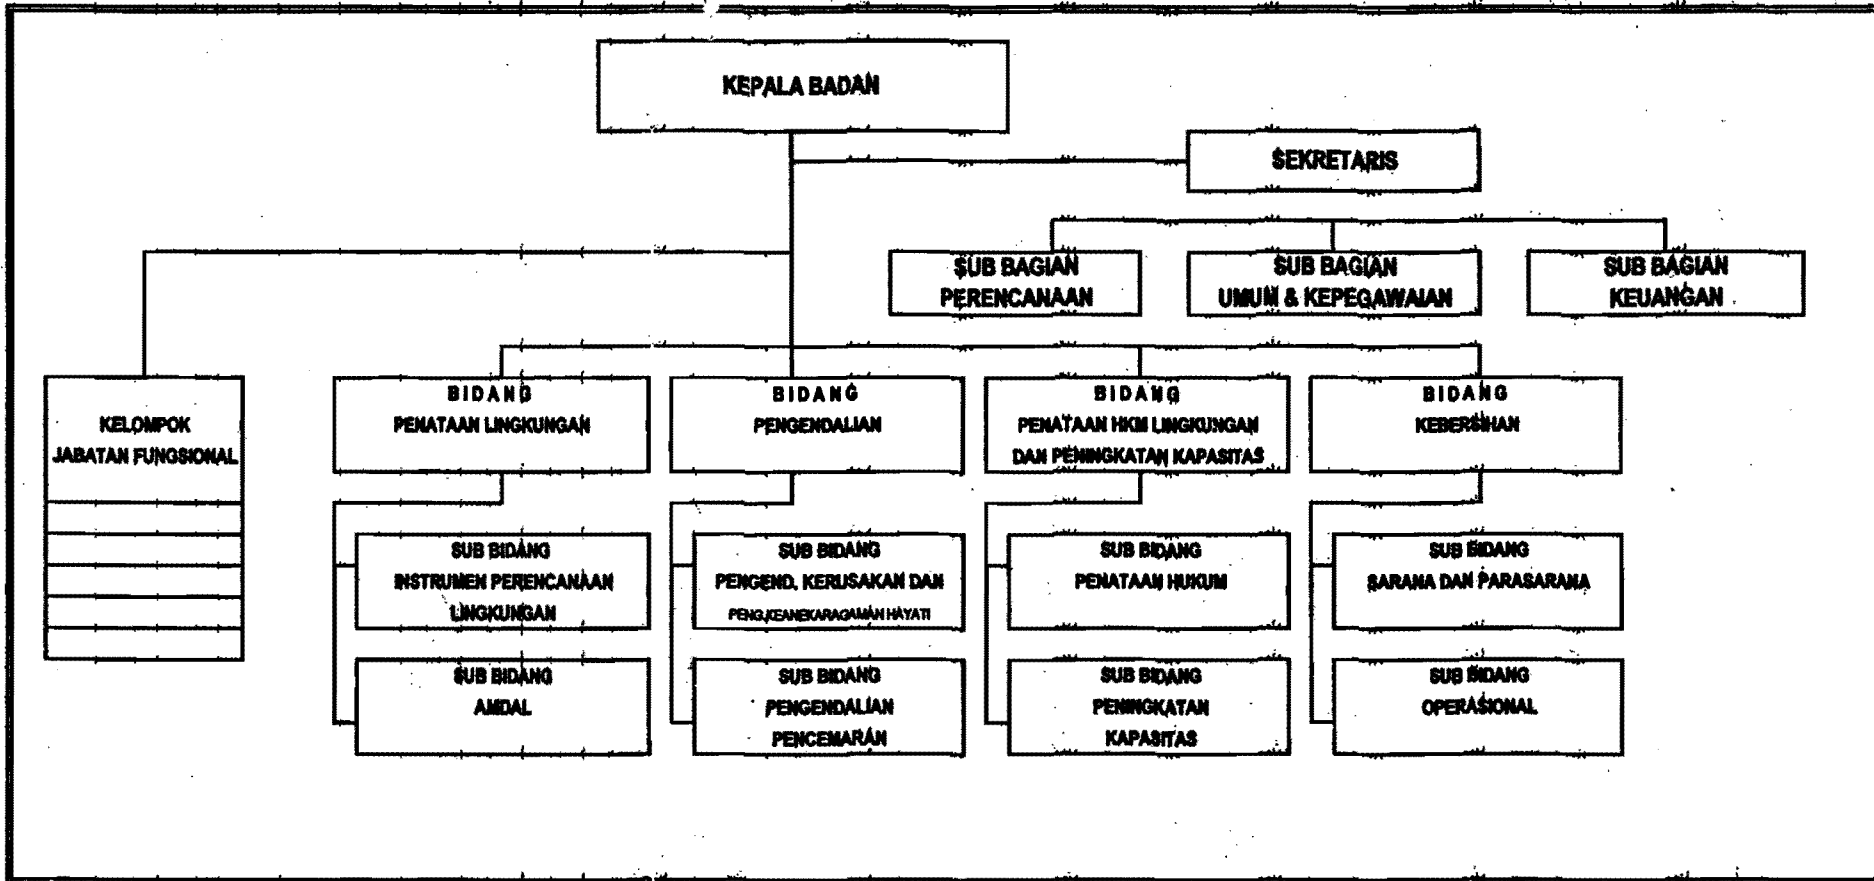 KEPALA BADAN
SEKRETARIS
SUB BAGIAN
PERENCANAAN
SUB BAGIAN
UMUM & KEPEGAWAIAN
SUB BAGIAN
KEUANGAN
KELOMPOK
JABATAN FUNGSIONAL
BIDANG
PENATAAN LINGKUNGAN
BIDANG
PENGENDALIAN
BIDANG
PENATAAN HKM LINGKUNGAN
DAN PENINGKATAN KAPASITAS
BIDANG
KEBERSIHAN
SUB BIDANG
INSTRUMEN PERENCANAAN
LINGKUNGAN
SUB BIDANG
PENGEND. KERUSAKAN DAN
PENG.KEANEKARAGAMAN HAYATI
SUB BIDANG
PENATAAN HUKUM
SUB BIDANG
SARANA DAN PARASARANA
SUB BIDANG
AMDAL
SUB BIDANG
PENGENDALIAN
PENCEMARAN
SUB BIDANG
PENINGKATAN
KAPASITAS
SUB BIDANG
OPERASIONAL